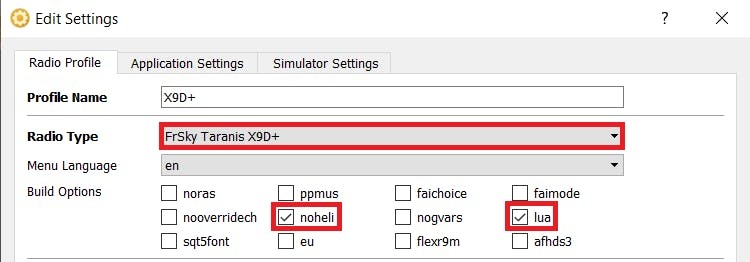 Edit Settings
Radio Profile Application Settings Simulator Settings
Profile Name X9D+
Radio Type FrSky Taranis X9D+
Menu Language en
Build Options noras ppmus faichoice faimode
nooverridech noheli nogvars lua
sqt5font eu flexr9m afhds3